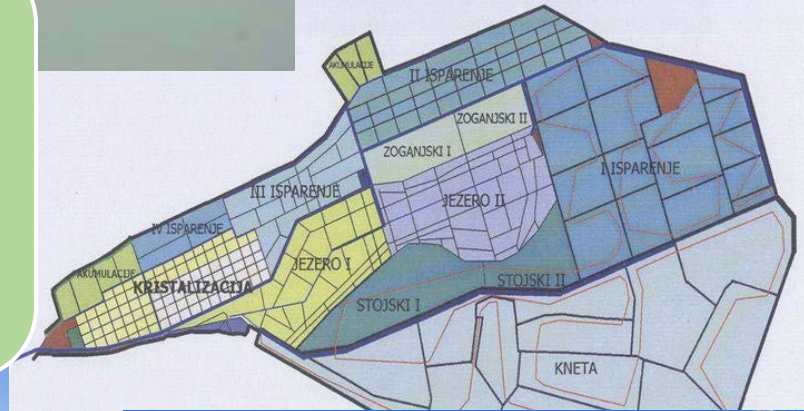 AKUMULACIJE
II ISPARENJE
ZOGANJSKI II
ZOGANJSKI I
I ISPARENJE
III ISPARENJE
JEZERO II
IV ISPARENJE
JEZERO I
AKUMULACIJE
KRISTALIZACIJA
STOJSKI II
STOJSKI I
KNETA